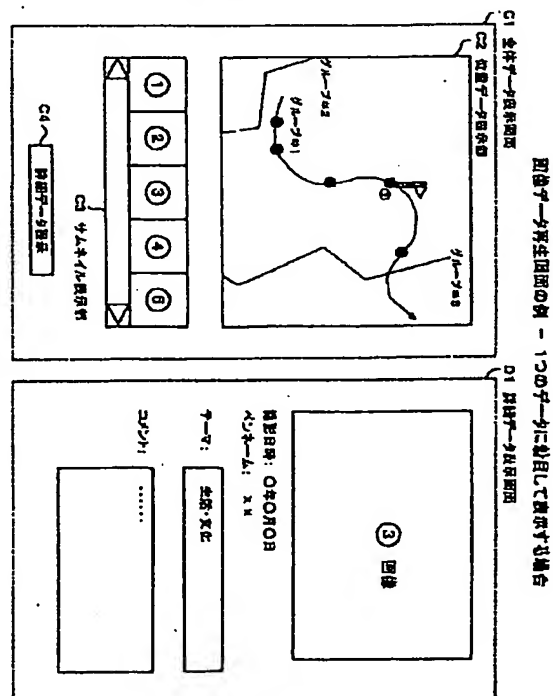 画像データ再生画面の例 － 1つのデータに着目して表示する場合
C1 全体データ表示画面
C2 位置データ表示部
グループ=2
グループ=1
グループ=3
①
① ② ③ ④
C3 サムネイル表示部
C4
詳細データ表示
D1 詳細データ表示画面
③ 画像
撮影日時: 〇年〇月〇日
ペンネーム: x x
テーマ:
生活・文化
コメント:
......